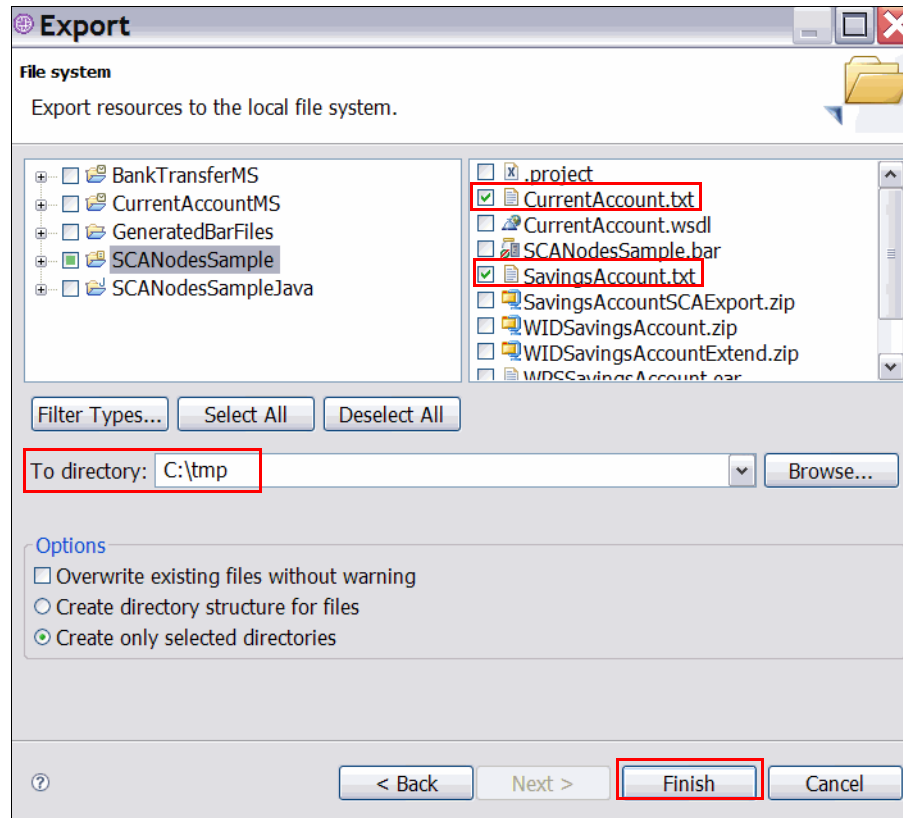 Export
File system
Export resources to the local file system.
BankTransferMS
CurrentAccountMS
GeneratedBarFiles
SCANodesSample
SCANodesSampleJava
.project
CurrentAccount.txt
CurrentAccount.wsdl
SCANodesSample.bar
SavingsAccount.txt
SavingsAccountSCAExport.zip
WIDSavingsAccount.zip
WIDSavingsAccountExtend.zip
WPSSavingsAccount.ear
Filter Types... Select All Deselect All
To directory: C:\tmp Browse...
Options
Overwrite existing files without warning
Create directory structure for files
Create only selected directories
? < Back Next > Finish Cancel